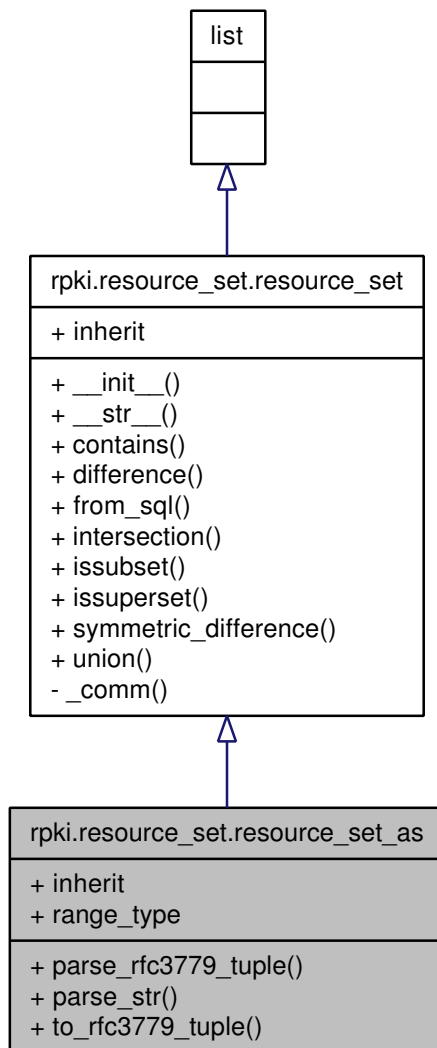 list
rpki.resource_set.resource_set
+ inherit
+ __init__()
+ __str__()
+ contains()
+ difference()
+ from_sql()
+ intersection()
+ issubset()
+ issuperset()
+ symmetric_difference()
+ union()
- _comm()
rpki.resource_set.resource_set_as
+ inherit
+ range_type
+ parse_rfc3779_tuple()
+ parse_str()
+ to_rfc3779_tuple()